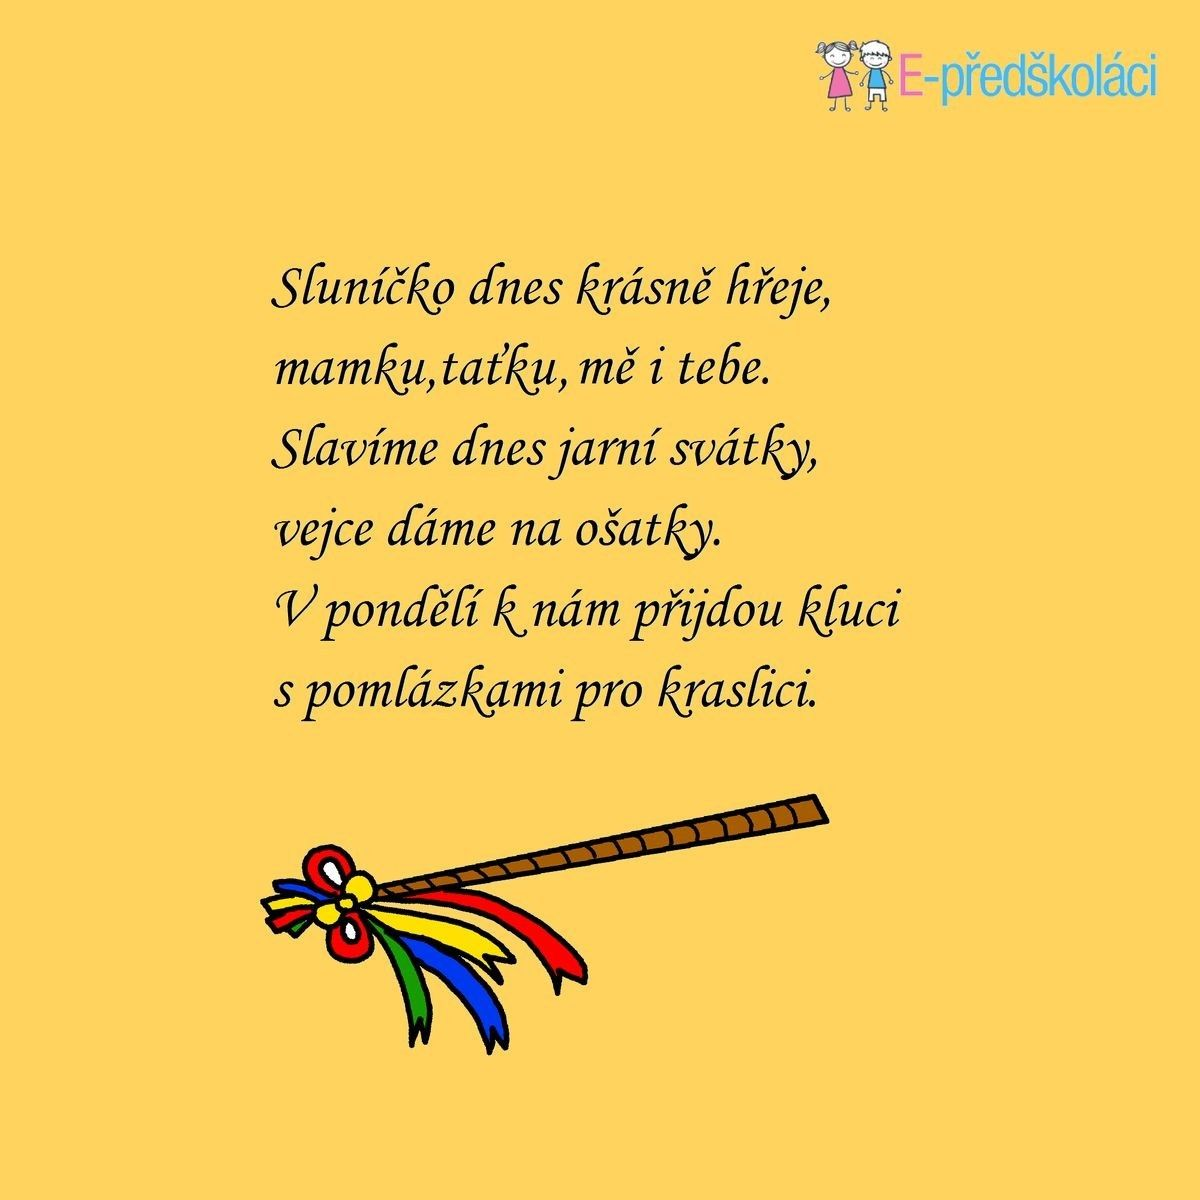 E-předškoláci
Sluníčko dnes krásně hřeje,
mamku,taťku, mě i tebe.
Slavíme dnes jarní svátky,
vejce dáme na ošatky.
V pondělí k nám přijdou kluci
s pomlázkami pro kraslici.